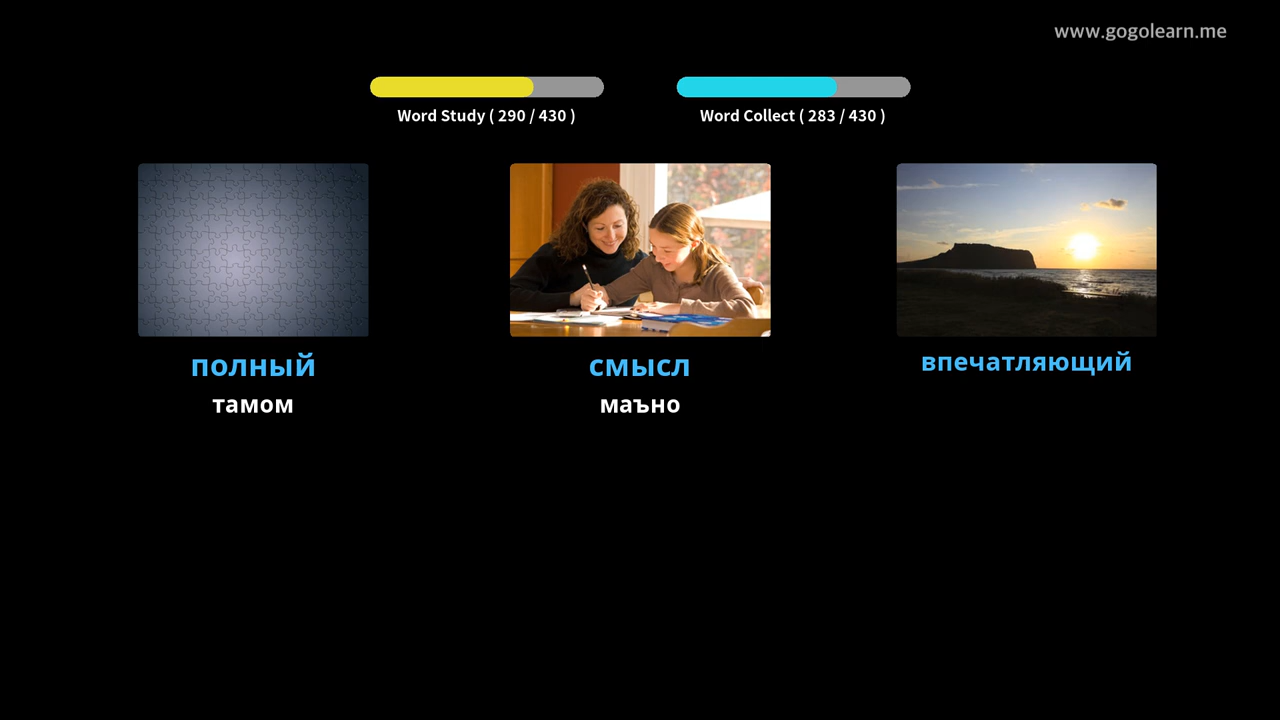 www.gogolearn.me
Word Study ( 290 / 430 )
Word Collect ( 283 / 430 )
полный
тамом
смысл
маъно
впечатляющий